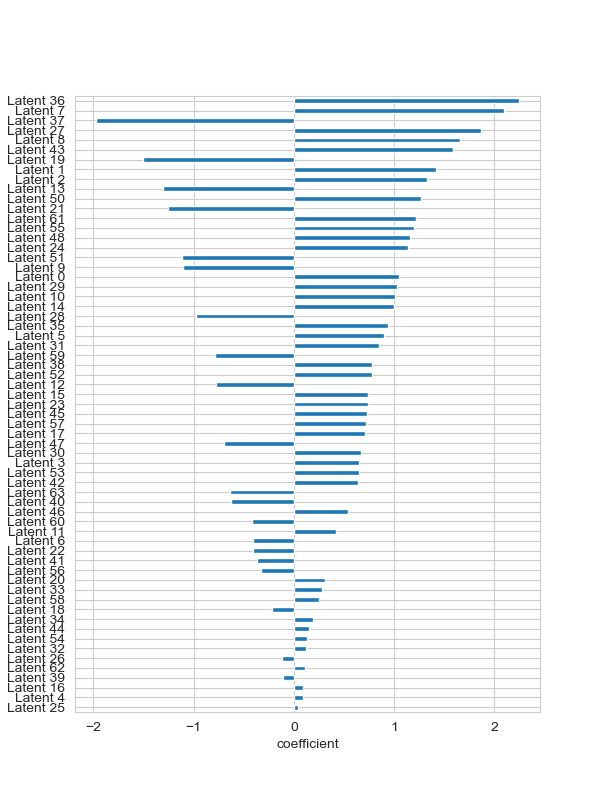 Latent 36
Latent 7
Latent 37
Latent 27
Latent 8
Latent 43
Latent 19
Latent 1
Latent 2
Latent 13
Latent 50
Latent 21
Latent 61
Latent 55
Latent 48
Latent 24
Latent 51
Latent 9
Latent 0
Latent 29
Latent 10
Latent 14
Latent 28
Latent 35
Latent 5
Latent 31
Latent 59
Latent 38
Latent 52
Latent 12
Latent 15
Latent 23
Latent 45
Latent 57
Latent 17
Latent 47
Latent 30
Latent 3
Latent 53
Latent 42
Latent 63
Latent 40
Latent 46
Latent 60
Latent 11
Latent 6
Latent 22
Latent 41
Latent 56
Latent 20
Latent 33
Latent 58
Latent 18
Latent 34
Latent 44
Latent 54
Latent 32
Latent 26
Latent 62
Latent 39
Latent 16
Latent 4
Latent 25
−2 −1 0 1 2
coefficient